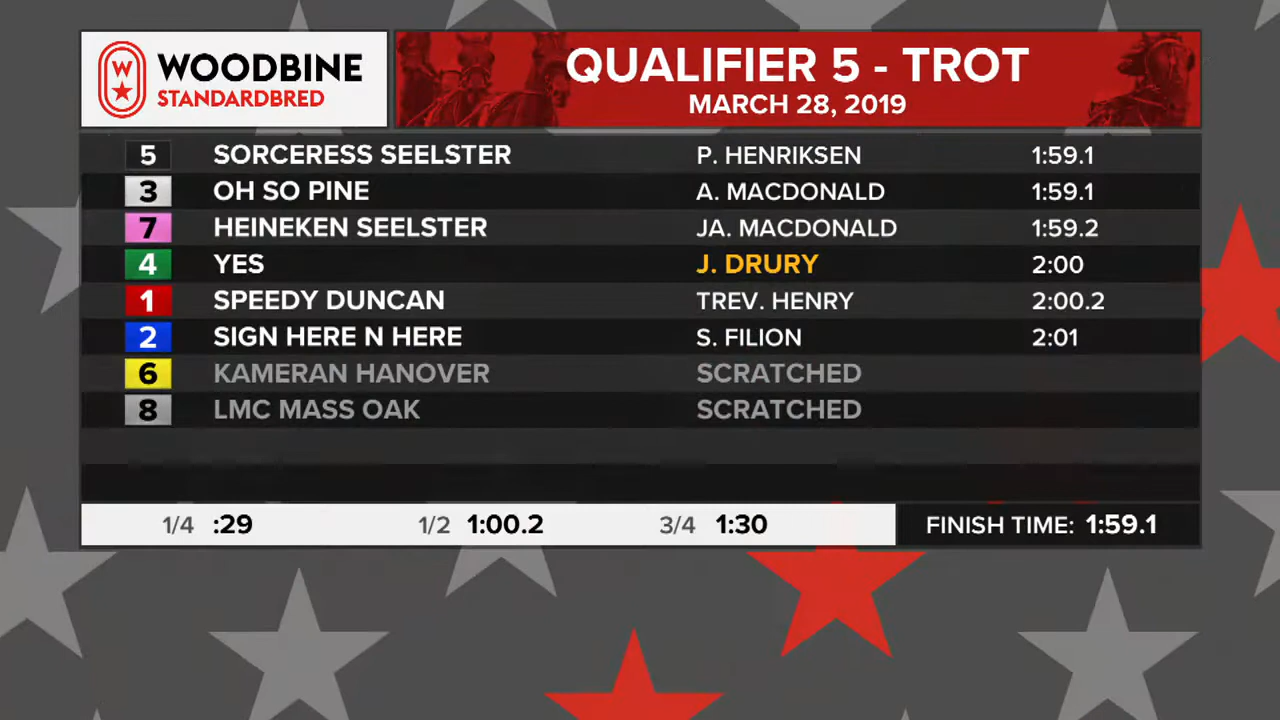 W
WOODBINE
STANDARDBRED
QUALIFIER 5 - TROT
MARCH 28, 2019
5 SORCERESS SEELSTER P. HENRIKSEN 1:59.1
3 OH SO PINE A. MACDONALD 1:59.1
7 HEINEKEN SEELSTER JA. MACDONALD 1:59.2
4 YES J. DRURY 2:00
1 SPEEDY DUNCAN TREV. HENRY 2:00.2
2 SIGN HERE N HERE S. FILION 2:01
6 KAMERAN HANOVER SCRATCHED
8 LMC MASS OAK SCRATCHED
1/4 :29 1/2 1:00.2 3/4 1:30 FINISH TIME: 1:59.1